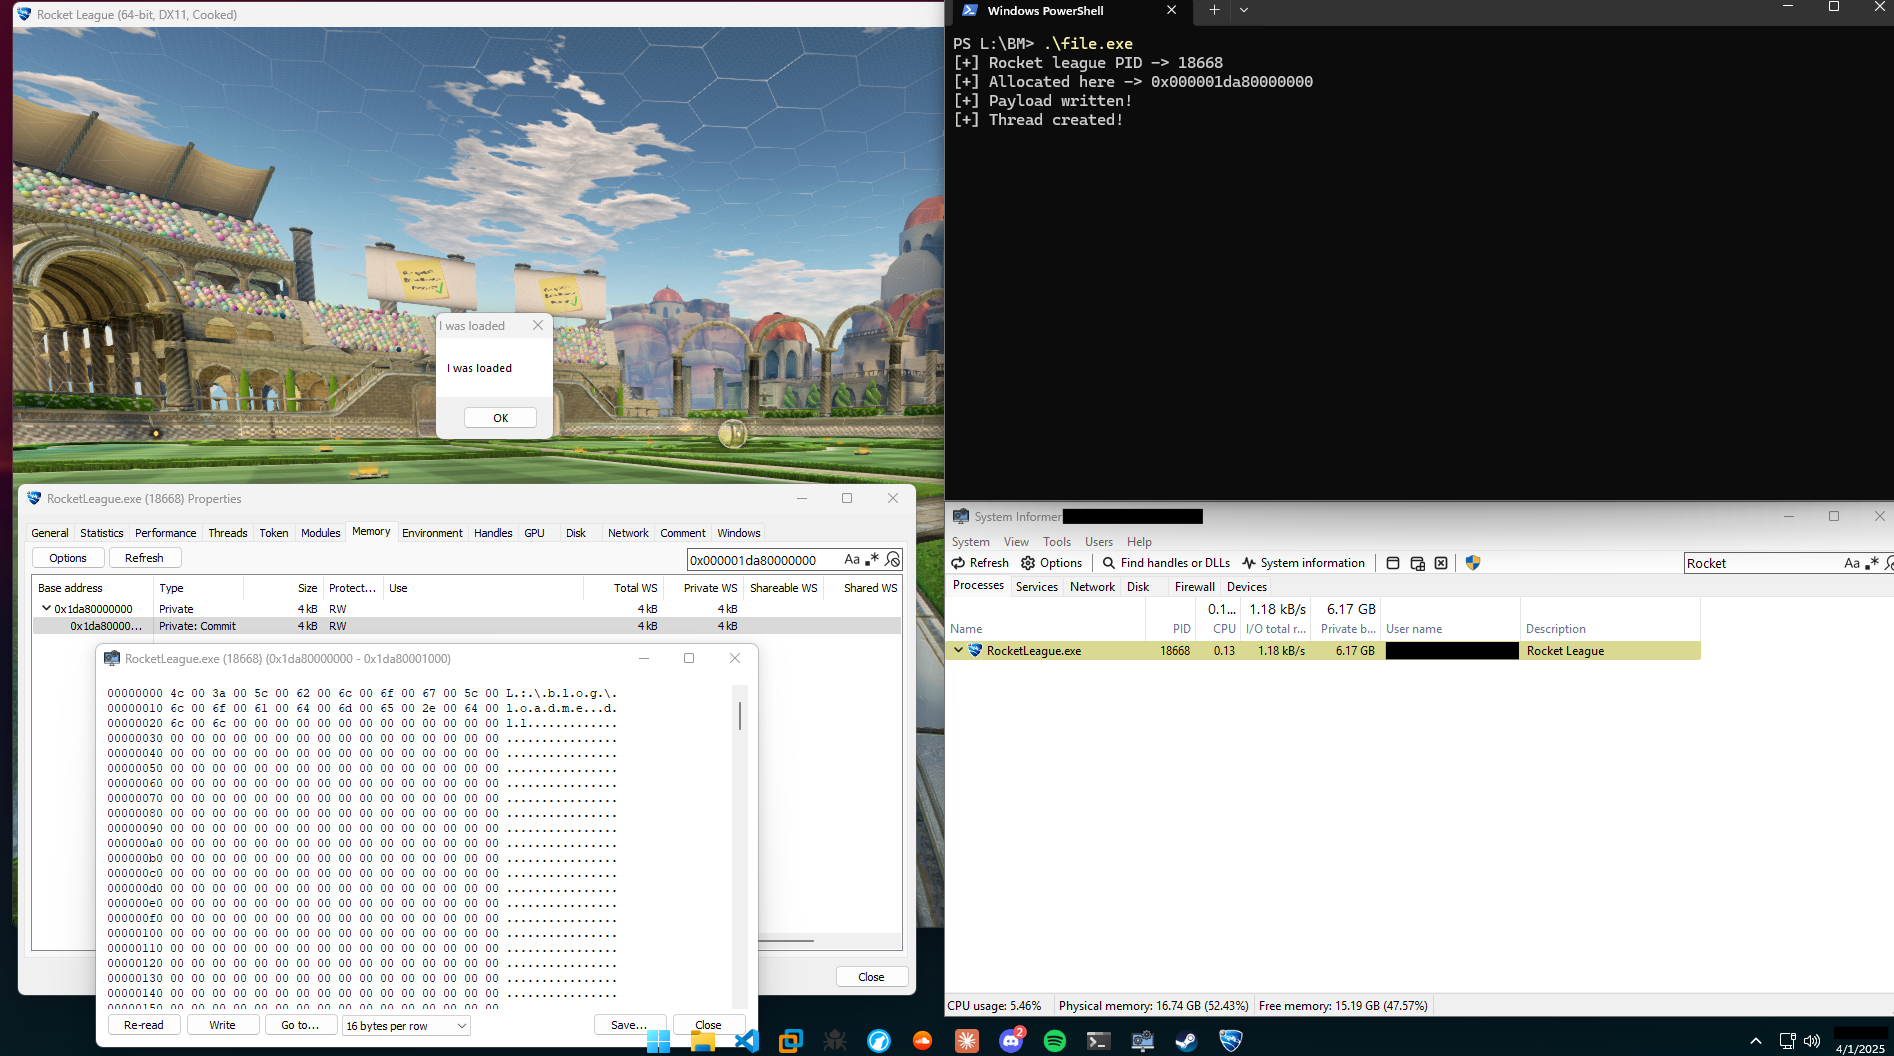 Rocket League (64-bit, DX11, Cooked)
I was loaded
I was loaded
OK
Windows PowerShell
PS L:\BM> .\file.exe
[+] Rocket league PID -> 18668
[+] Allocated here -> 0x000001da80000000
[+] Payload written!
[+] Thread created!
RocketLeague.exe (18668) Properties
General Statistics Performance Threads Token Modules Memory Environment Handles GPU Disk Network Comment Windows
Options Refresh 0x000001da80000000 Aa
Base address Type Size Protect... Use Total WS Private WS Shareable WS Shared WS
0x1da80000000 Private 4 kB RW 4 kB 4 kB
0x1da80000... Private: Commit 4 kB RW 4 kB 4 kB
Close
RocketLeague.exe (18668) (0x1da80000000 - 0x1da80001000)
00000000 4c 00 3a 00 5c 00 62 00 6c 00 6f 00 67 00 5c 00 L.:.\.b.l.o.g.\.
00000010 6c 00 6f 00 61 00 64 00 6d 00 65 00 2e 00 64 00 l.o.a.d.m.e...d.
00000020 6c 00 6c 00 00 00 00 00 00 00 00 00 00 00 00 00 l.l.............
00000030 00 00 00 00 00 00 00 00 00 00 00 00 00 00 00 00 ................
00000040 00 00 00 00 00 00 00 00 00 00 00 00 00 00 00 00 ................
00000050 00 00 00 00 00 00 00 00 00 00 00 00 00 00 00 00 ................
00000060 00 00 00 00 00 00 00 00 00 00 00 00 00 00 00 00 ................
00000070 00 00 00 00 00 00 00 00 00 00 00 00 00 00 00 00 ................
00000080 00 00 00 00 00 00 00 00 00 00 00 00 00 00 00 00 ................
00000090 00 00 00 00 00 00 00 00 00 00 00 00 00 00 00 00 ................
000000a0 00 00 00 00 00 00 00 00 00 00 00 00 00 00 00 00 ................
000000b0 00 00 00 00 00 00 00 00 00 00 00 00 00 00 00 00 ................
000000c0 00 00 00 00 00 00 00 00 00 00 00 00 00 00 00 00 ................
000000d0 00 00 00 00 00 00 00 00 00 00 00 00 00 00 00 00 ................
000000e0 00 00 00 00 00 00 00 00 00 00 00 00 00 00 00 00 ................
000000f0 00 00 00 00 00 00 00 00 00 00 00 00 00 00 00 00 ................
00000100 00 00 00 00 00 00 00 00 00 00 00 00 00 00 00 00 ................
00000110 00 00 00 00 00 00 00 00 00 00 00 00 00 00 00 00 ................
00000120 00 00 00 00 00 00 00 00 00 00 00 00 00 00 00 00 ................
00000130 00 00 00 00 00 00 00 00 00 00 00 00 00 00 00 00 ................
00000140 00 00 00 00 00 00 00 00 00 00 00 00 00 00 00 00 ................
Re-read Write Go to... 16 bytes per row Save... Close
System Informer
System View Tools Users Help
Refresh Options Find handles or DLLs System information Rocket Aa
Processes Services Network Disk Firewall Devices
0.1... 1.18 kB/s 6.17 GB
Name PID CPU I/O total r... Private b... User name Description
RocketLeague.exe 18668 0.13 1.18 kB/s 6.17 GB Rocket League
CPU usage: 5.46% Physical memory: 16.74 GB (52.43%) Free memory: 15.19 GB (47.57%)
2
4/1/2025